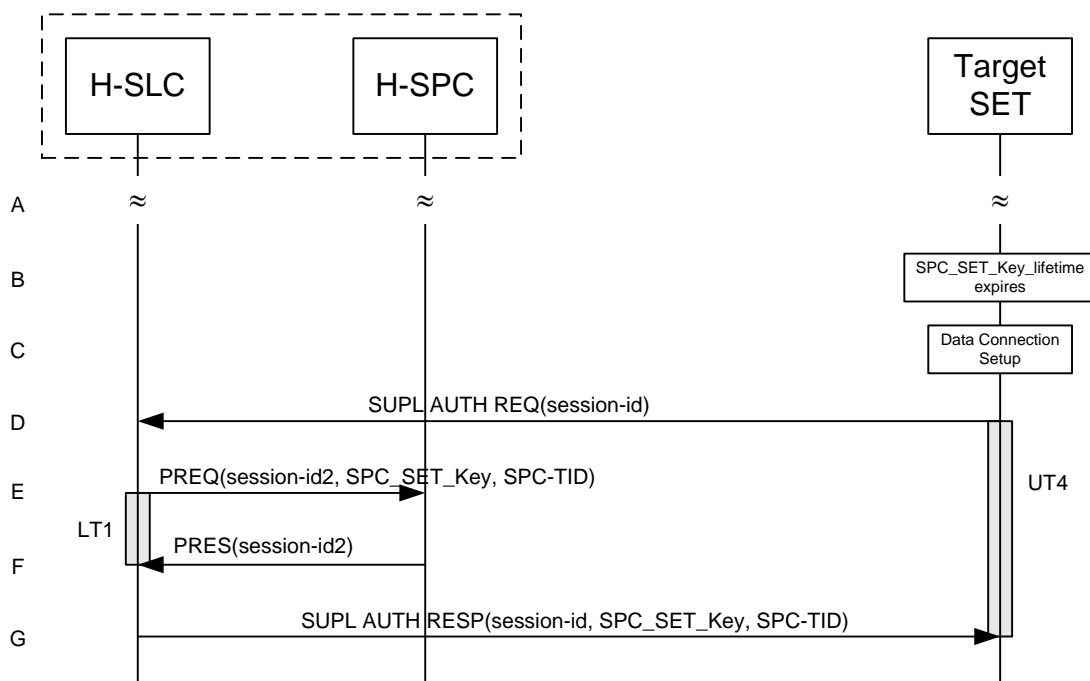 H-SLC
H-SPC
Target
SET
A
≈
≈
≈
B
SPC_SET_Key_lifetime
expires
C
Data Connection
Setup
D
SUPL AUTH REQ(session-id)
E
PREQ(session-id2, SPC_SET_Key, SPC-TID)
UT4
LT1
F
PRES(session-id2)
G
SUPL AUTH RESP(session-id, SPC_SET_Key, SPC-TID)